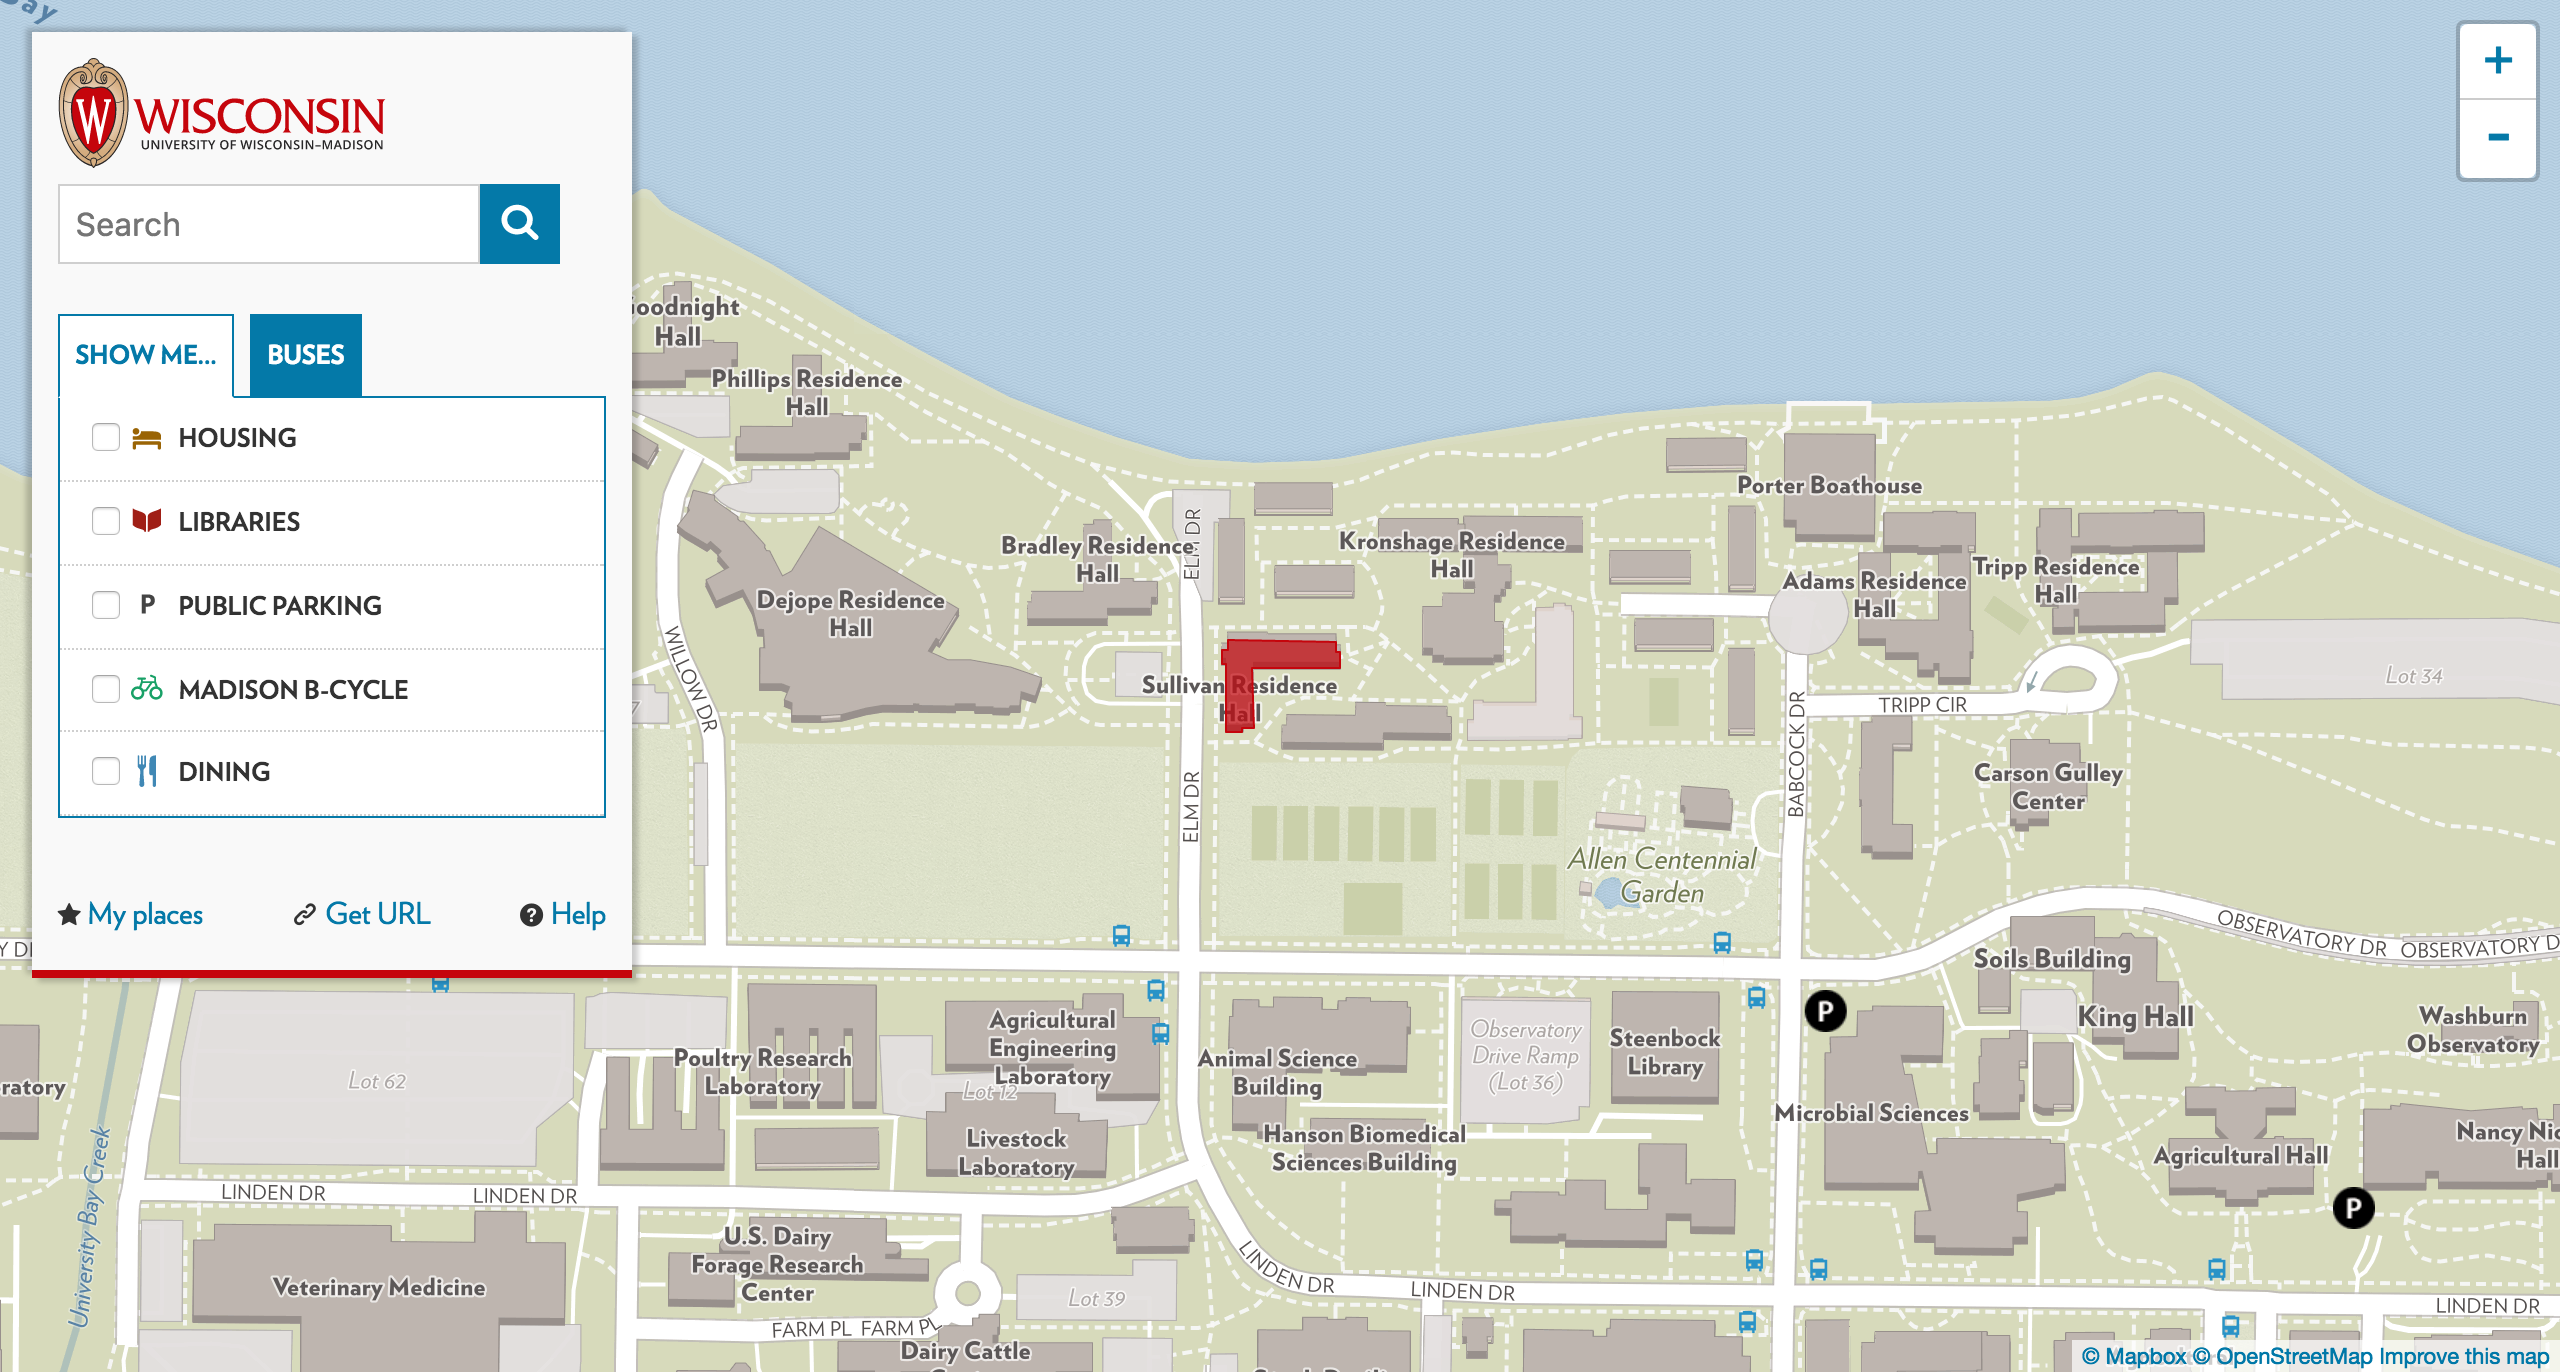 ay
WISCONSIN
UNIVERSITY OF WISCONSIN–MADISON
Search
SHOW ME...
BUSES
HOUSING
LIBRARIES
P PUBLIC PARKING
MADISON B-CYCLE
DINING
My places
Get URL
Help
+
-
oodnight
Hall
Phillips Residence
Hall
Dejope Residence
Hall
Bradley Residence
Hall
ELM DR
Kronshage Residence
Hall
Porter Boathouse
Adams Residence
Hall
Tripp Residence
Hall
WILLOW DR
Sullivan Residence
Hall
7
Lot 34
TRIPP CIR
BABCOCK DR
ELM DR
Carson Gulley
Center
Allen Centennial
Garden
OBSERVATORY DR
OBSERVATORY D
Y DI
Soils Building
King Hall
Washburn
Observatory
P
Agricultural
Engineering
Laboratory
Poultry Research
Laboratory
Lot 12
Livestock
Laboratory
Animal Science
Building
Hanson Biomedical
Sciences Building
Observatory
Drive Ramp
(Lot 36)
Steenbock
Library
Microbial Sciences
Agricultural Hall
Nancy Nic
Hall
P
Lot 62
ratory
University Bay Creek
LINDEN DR
LINDEN DR
U.S. Dairy
Forage Research
Center
Veterinary Medicine
Lot 39
LINDEN DR
LINDEN DR
LINDEN DR
FARM PL
FARM PL
Dairy Cattle
© Mapbox © OpenStreetMap Improve this map